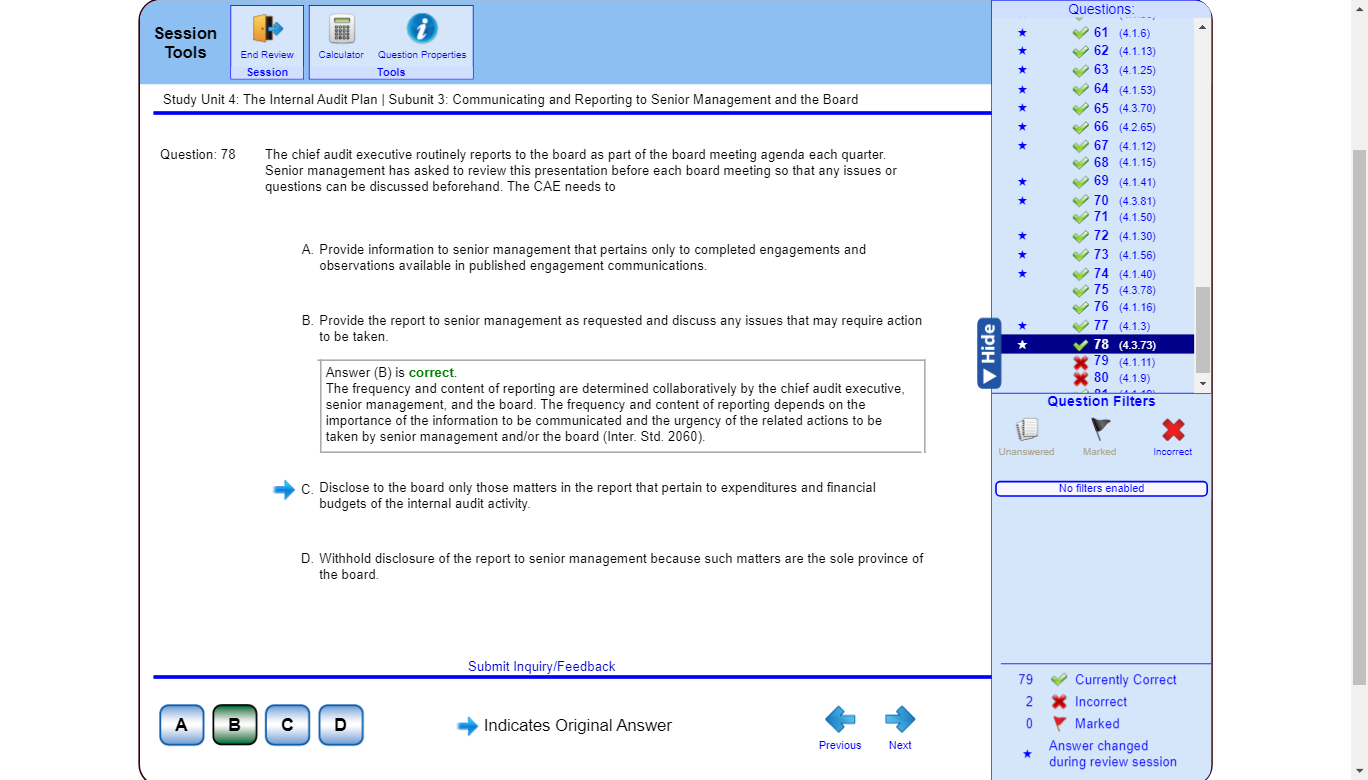 Session
Tools
End Review
Session
Calculator
Question Properties
Tools
Study Unit 4: The Internal Audit Plan | Subunit 3: Communicating and Reporting to Senior Management and the Board
Question: 78
The chief audit executive routinely reports to the board as part of the board meeting agenda each quarter.
Senior management has asked to review this presentation before each board meeting so that any issues or
questions can be discussed beforehand. The CAE needs to
A. Provide information to senior management that pertains only to completed engagements and
observations available in published engagement communications.
B. Provide the report to senior management as requested and discuss any issues that may require action
to be taken.
Answer (B) is correct.
The frequency and content of reporting are determined collaboratively by the chief audit executive,
senior management, and the board. The frequency and content of reporting depends on the
importance of the information to be communicated and the urgency of the related actions to be
taken by senior management and/or the board (Inter. Std. 2060).
C. Disclose to the board only those matters in the report that pertain to expenditures and financial
budgets of the internal audit activity.
D. Withhold disclosure of the report to senior management because such matters are the sole province of
the board.
Submit Inquiry/Feedback
A B C D
Indicates Original Answer
Previous
Next
Hide
Questions:
61 (4.1.6)
62 (4.1.13)
63 (4.1.25)
64 (4.1.53)
65 (4.3.70)
66 (4.2.65)
67 (4.1.12)
68 (4.1.15)
69 (4.1.41)
70 (4.3.81)
71 (4.1.50)
72 (4.1.30)
73 (4.1.56)
74 (4.1.40)
75 (4.3.78)
76 (4.1.16)
77 (4.1.3)
78 (4.3.73)
79 (4.1.11)
80 (4.1.9)
Question Filters
Unanswered
Marked
Incorrect
No filters enabled
79 Currently Correct
2 Incorrect
0 Marked
Answer changed
during review session